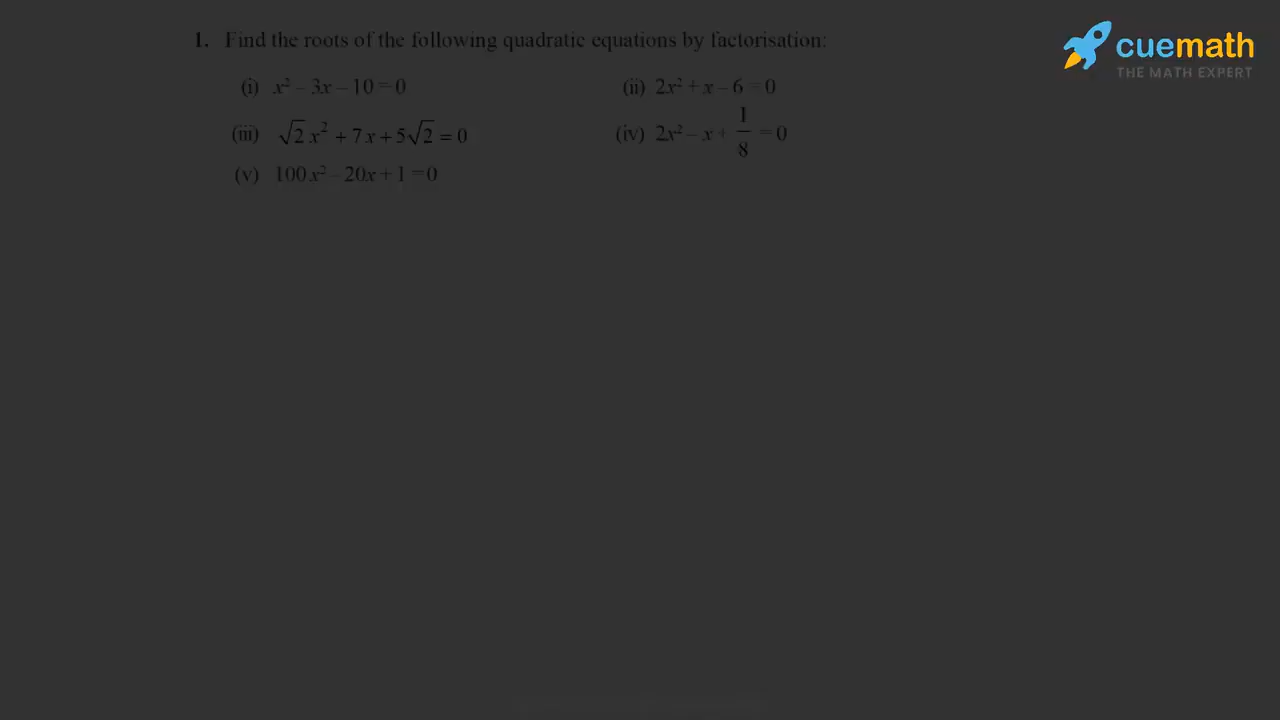 1. Find the roots of the following quadratic equations by factorisation:
cuemath
THE MATH EXPERT
(i) x² – 3x – 10 = 0 (ii) 2x² + x – 6 = 0
(iii) √2 x² + 7x + 5√2 = 0 (iv) 2x² – x + 1/8 = 0
(v) 100x² – 20x + 1 = 0